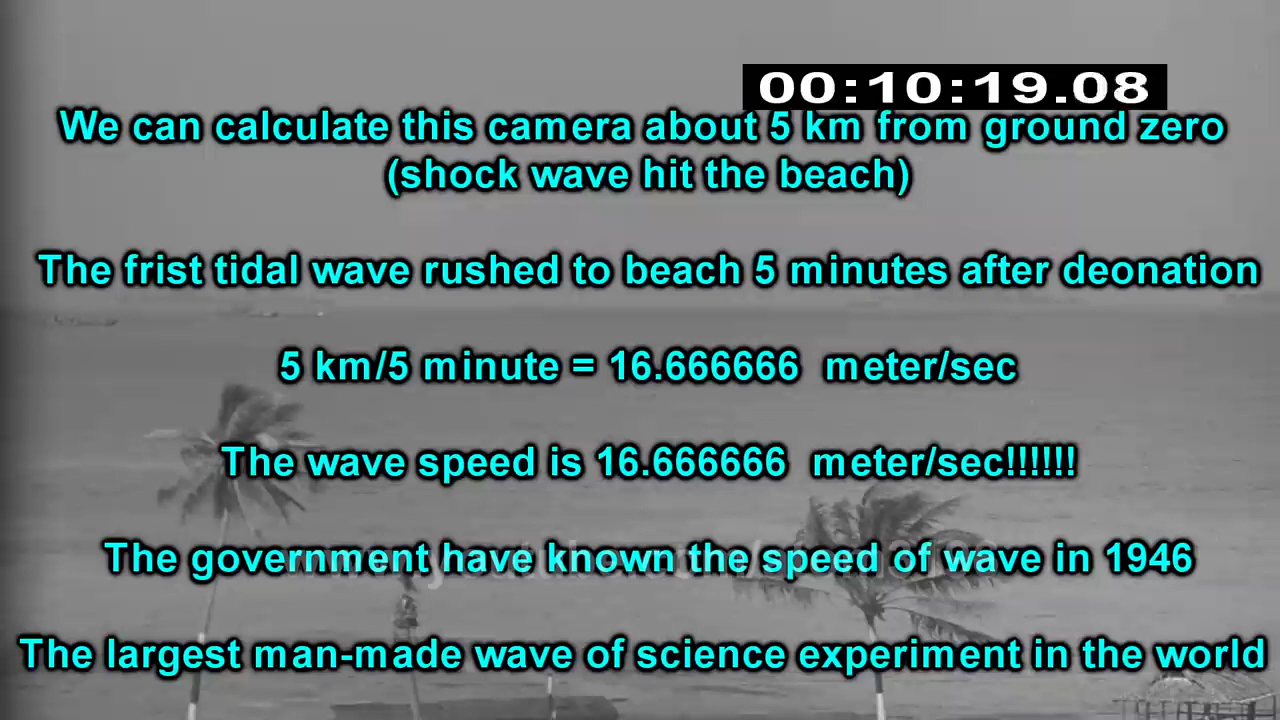 00:10:19.08
We can calculate this camera about 5 km from ground zero
(shock wave hit the beach)
The frist tidal wave rushed to beach 5 minutes after deonation
5 km/5 minute = 16.666666 meter/sec
The wave speed is 16.666666 meter/sec!!!!!!
The government have known the speed of wave in 1946
The largest man-made wave of science experiment in the world